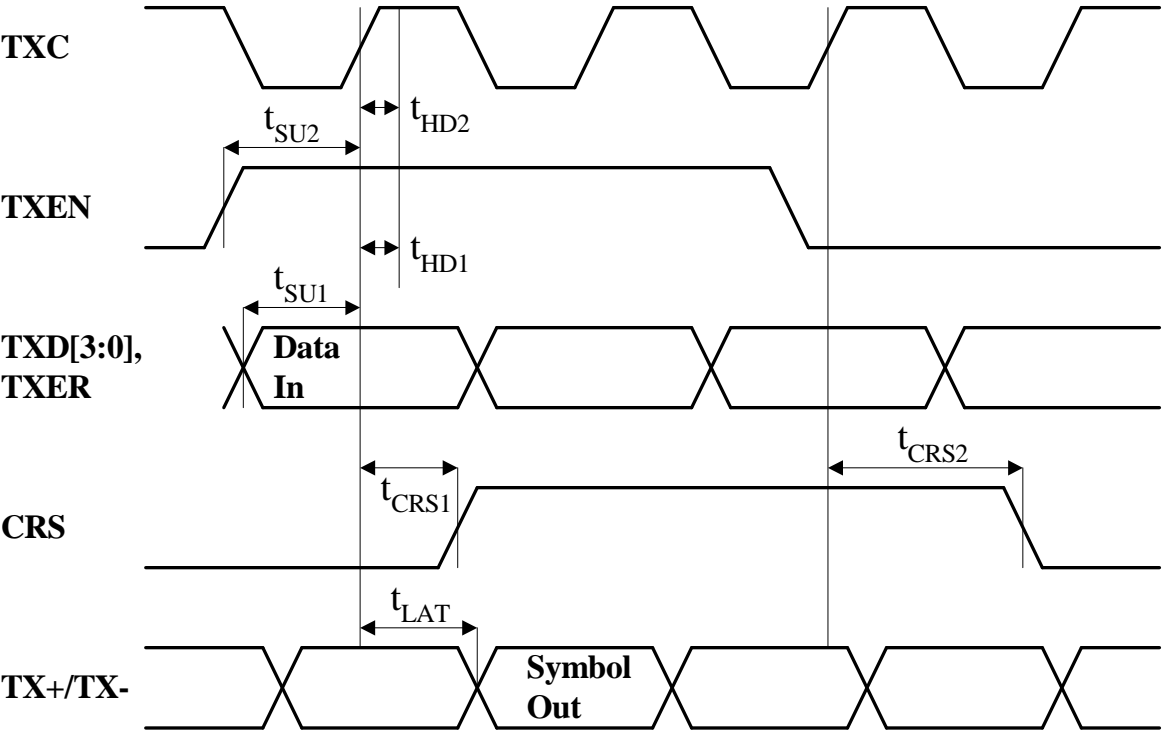 TXC
tHD2
tSU2
TXEN
tHD1
tSU1
TXD[3:0],
TXER
Data
In
tCRS2
tCRS1
CRS
tLAT
TX+/TX-
Symbol
Out